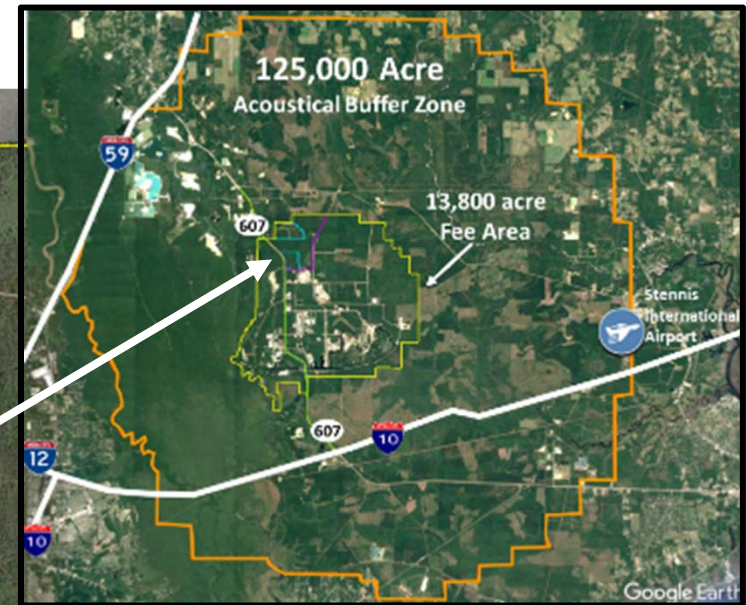 125,000 Acre
Acoustical Buffer Zone
59
13,800 acre
Fee Area
607
Stennis
International
Airport
607
10
12
10
Google Earth